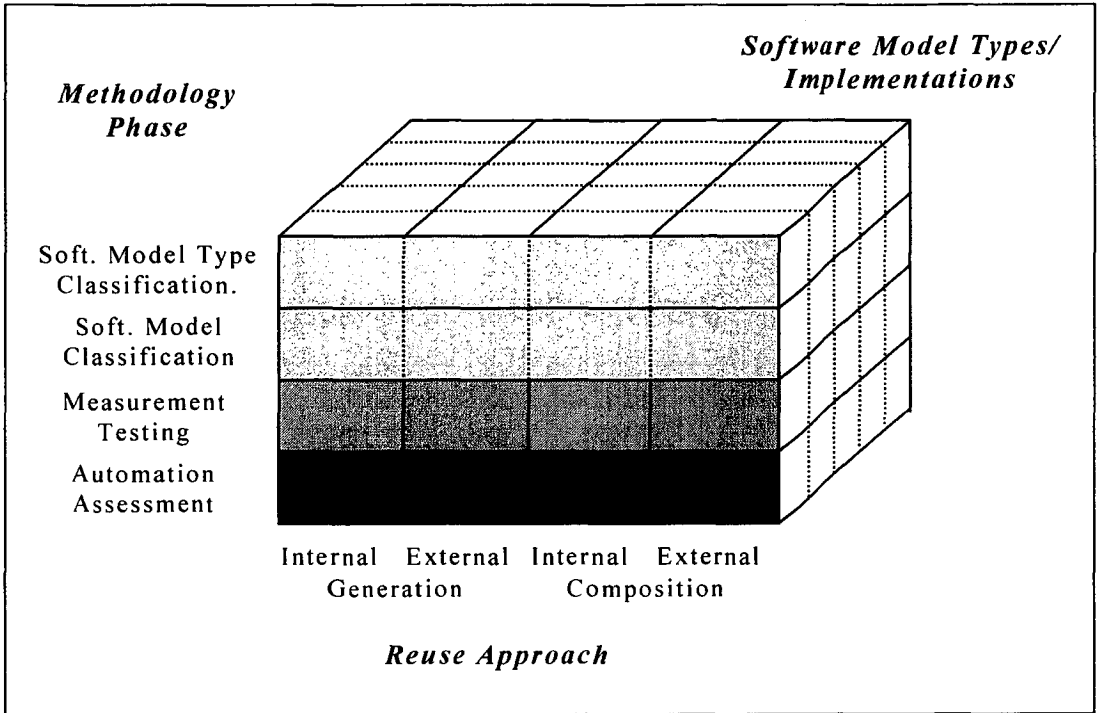 Software Model Types/
Implementations
Methodology
Phase
Soft. Model Type
Classification.
Soft. Model
Classification
Measurement
Testing
Automation
Assessment
Internal External Internal External
Generation Composition
Reuse Approach